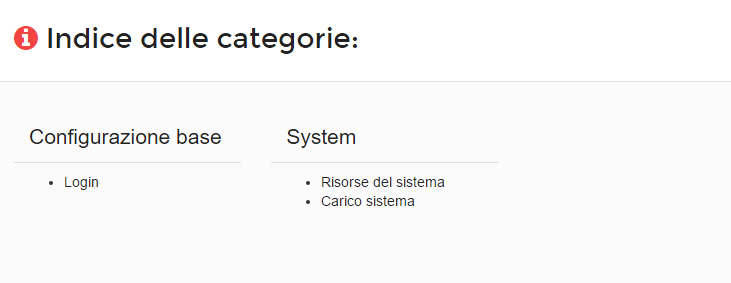 Indice delle categorie:
Configurazione base
Login
System
Risorse del sistema
Carico sistema